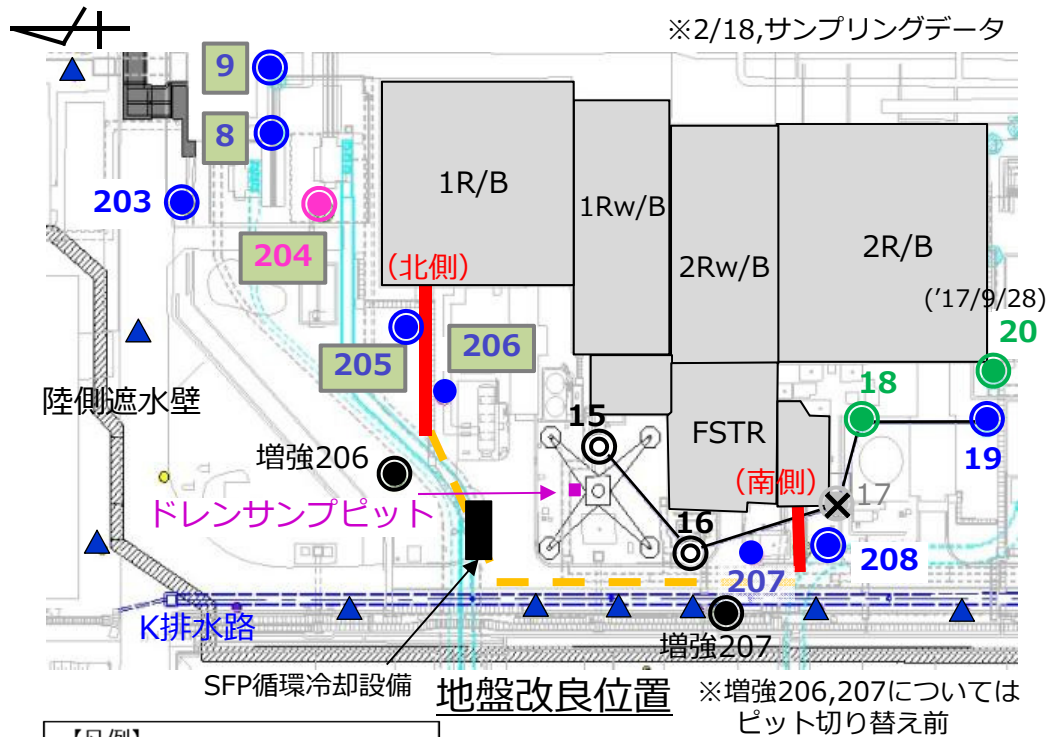 ※2/18,サンプリングデータ
9
8
203
204
1R/B
1Rw/B
2Rw/B
2R/B
(北側)
('17/9/28)
20
205
206
18
陸側遮水壁
15
FSTR
19
増強206
(南側)
17
ドレンサンプピット
16
207
208
K排水路
増強207
SFP循環冷却設備
地盤改良位置
※増強206,207については
ピット切り替え前
【凡例】